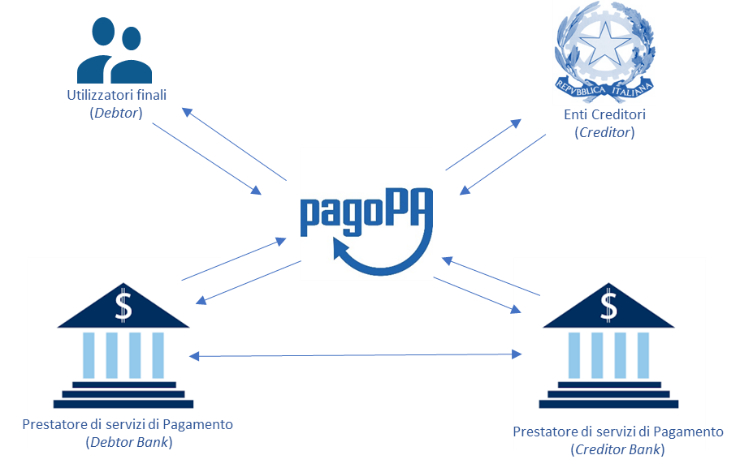 Utilizzatori finali
(Debtor)
REPVBBLICA ITALIANA
Enti Creditori
(Creditor)
pagoPA
$
$
Prestatore di servizi di Pagamento
(Debtor Bank)
Prestatore di servizi di Pagamento
(Creditor Bank)